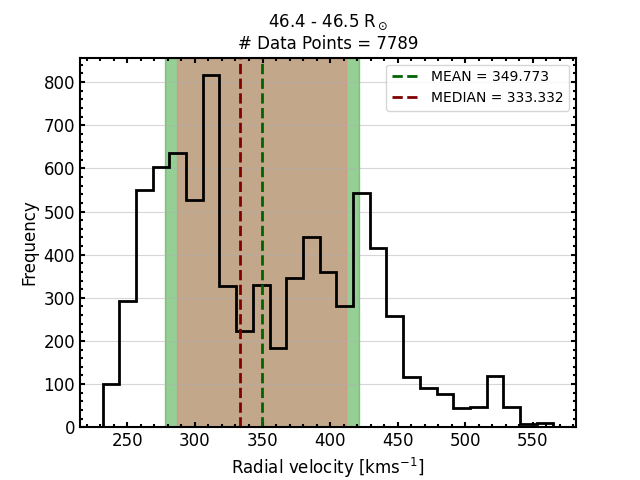 46.4 - 46.5 R⊙
# Data Points = 7789
MEAN = 349.773
MEDIAN = 333.332
Frequency
800
700
600
500
400
300
200
100
0
250 300 350 400 450 500 550
Radial velocity [kms⁻¹]